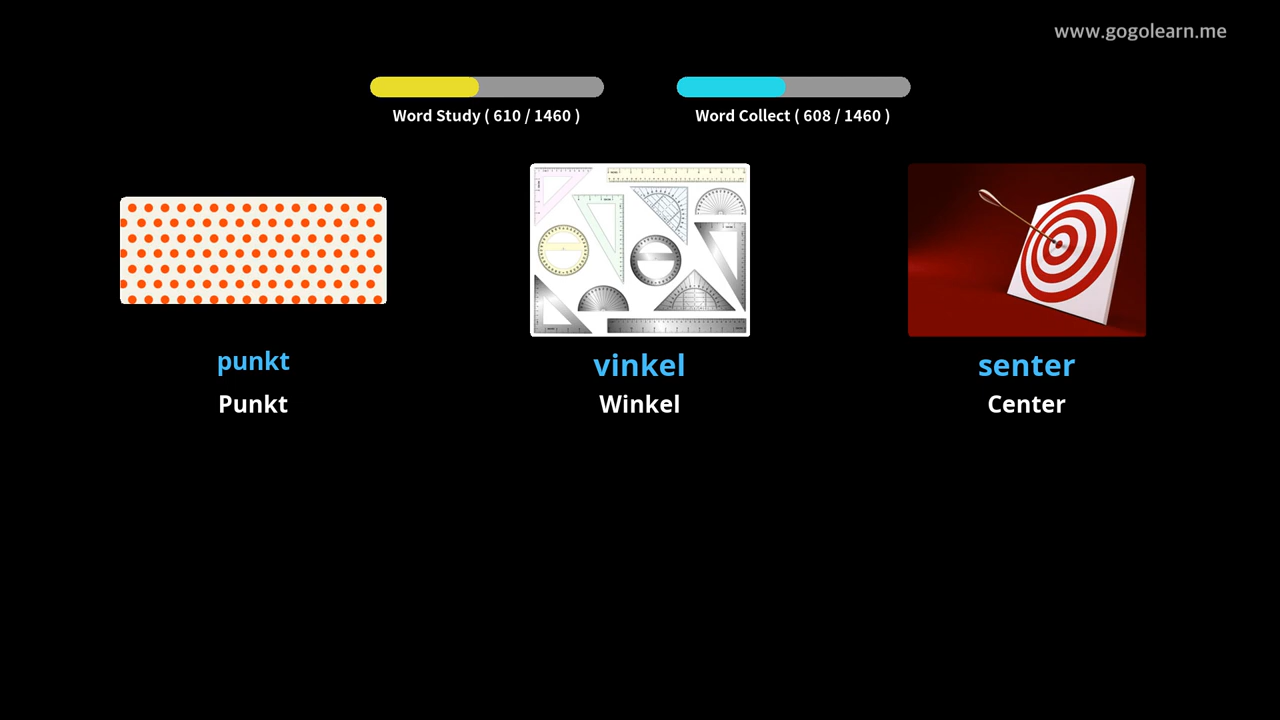 www.gogolearn.me
Word Study ( 610 / 1460 )
Word Collect ( 608 / 1460 )
punkt
vinkel
senter
Punkt
Winkel
Center